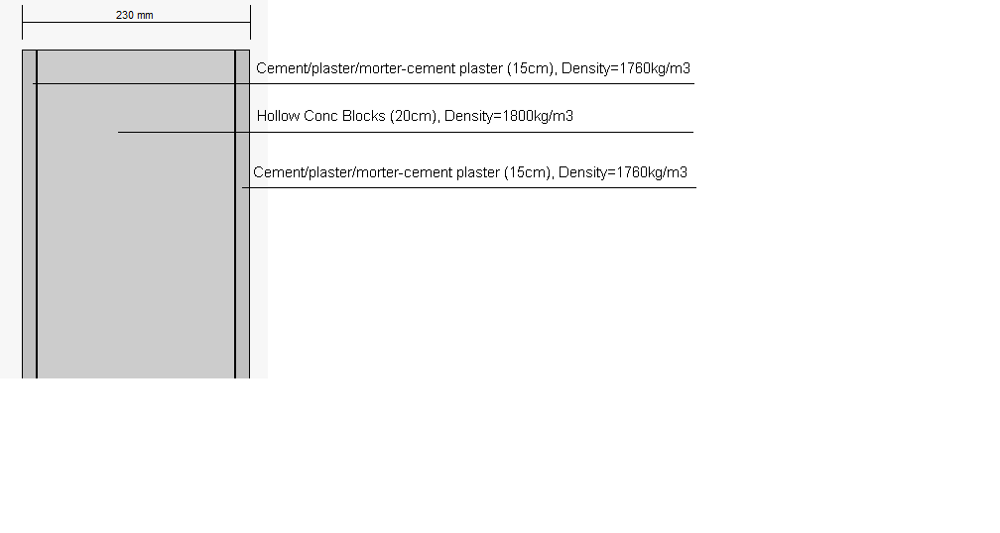 230 mm
Cement/plaster/morter-cement plaster (15cm), Density=1760kg/m3
Hollow Conc Blocks (20cm), Density=1800kg/m3
Cement/plaster/morter-cement plaster (15cm), Density=1760kg/m3